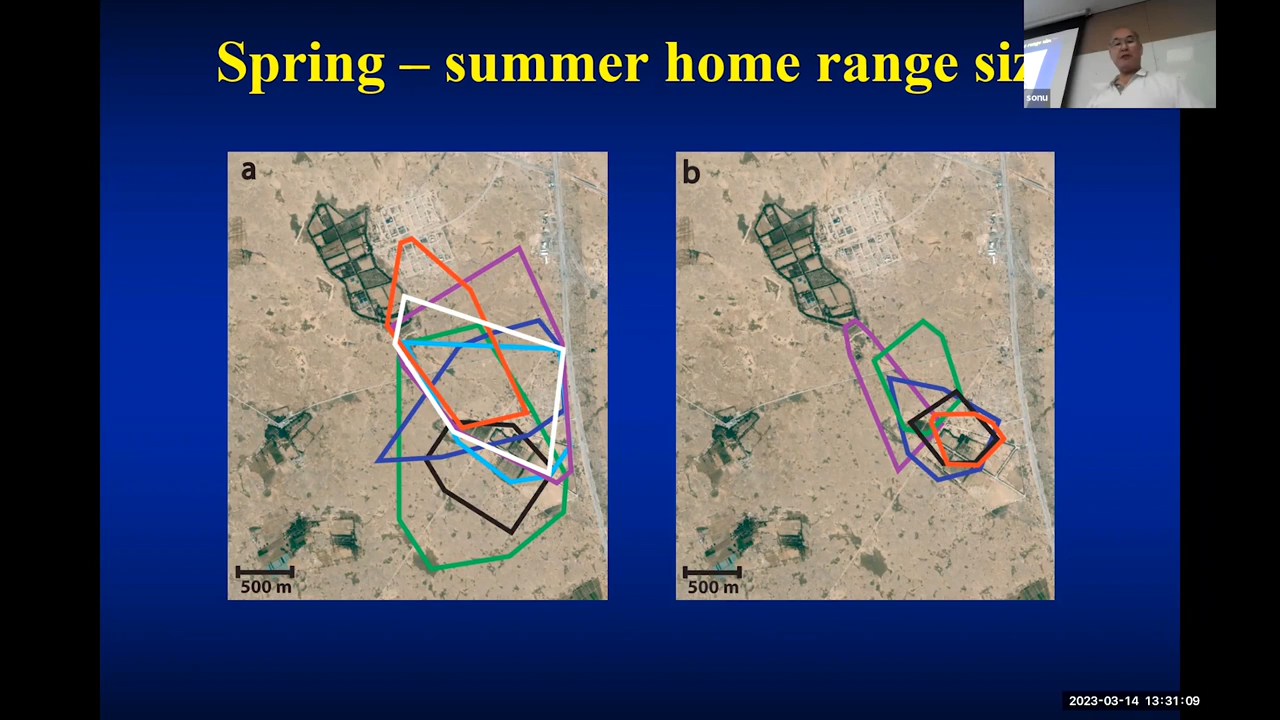 Spring – summer home range siz
sonu
a
b
500 m
500 m
2023-03-14 13:31:09